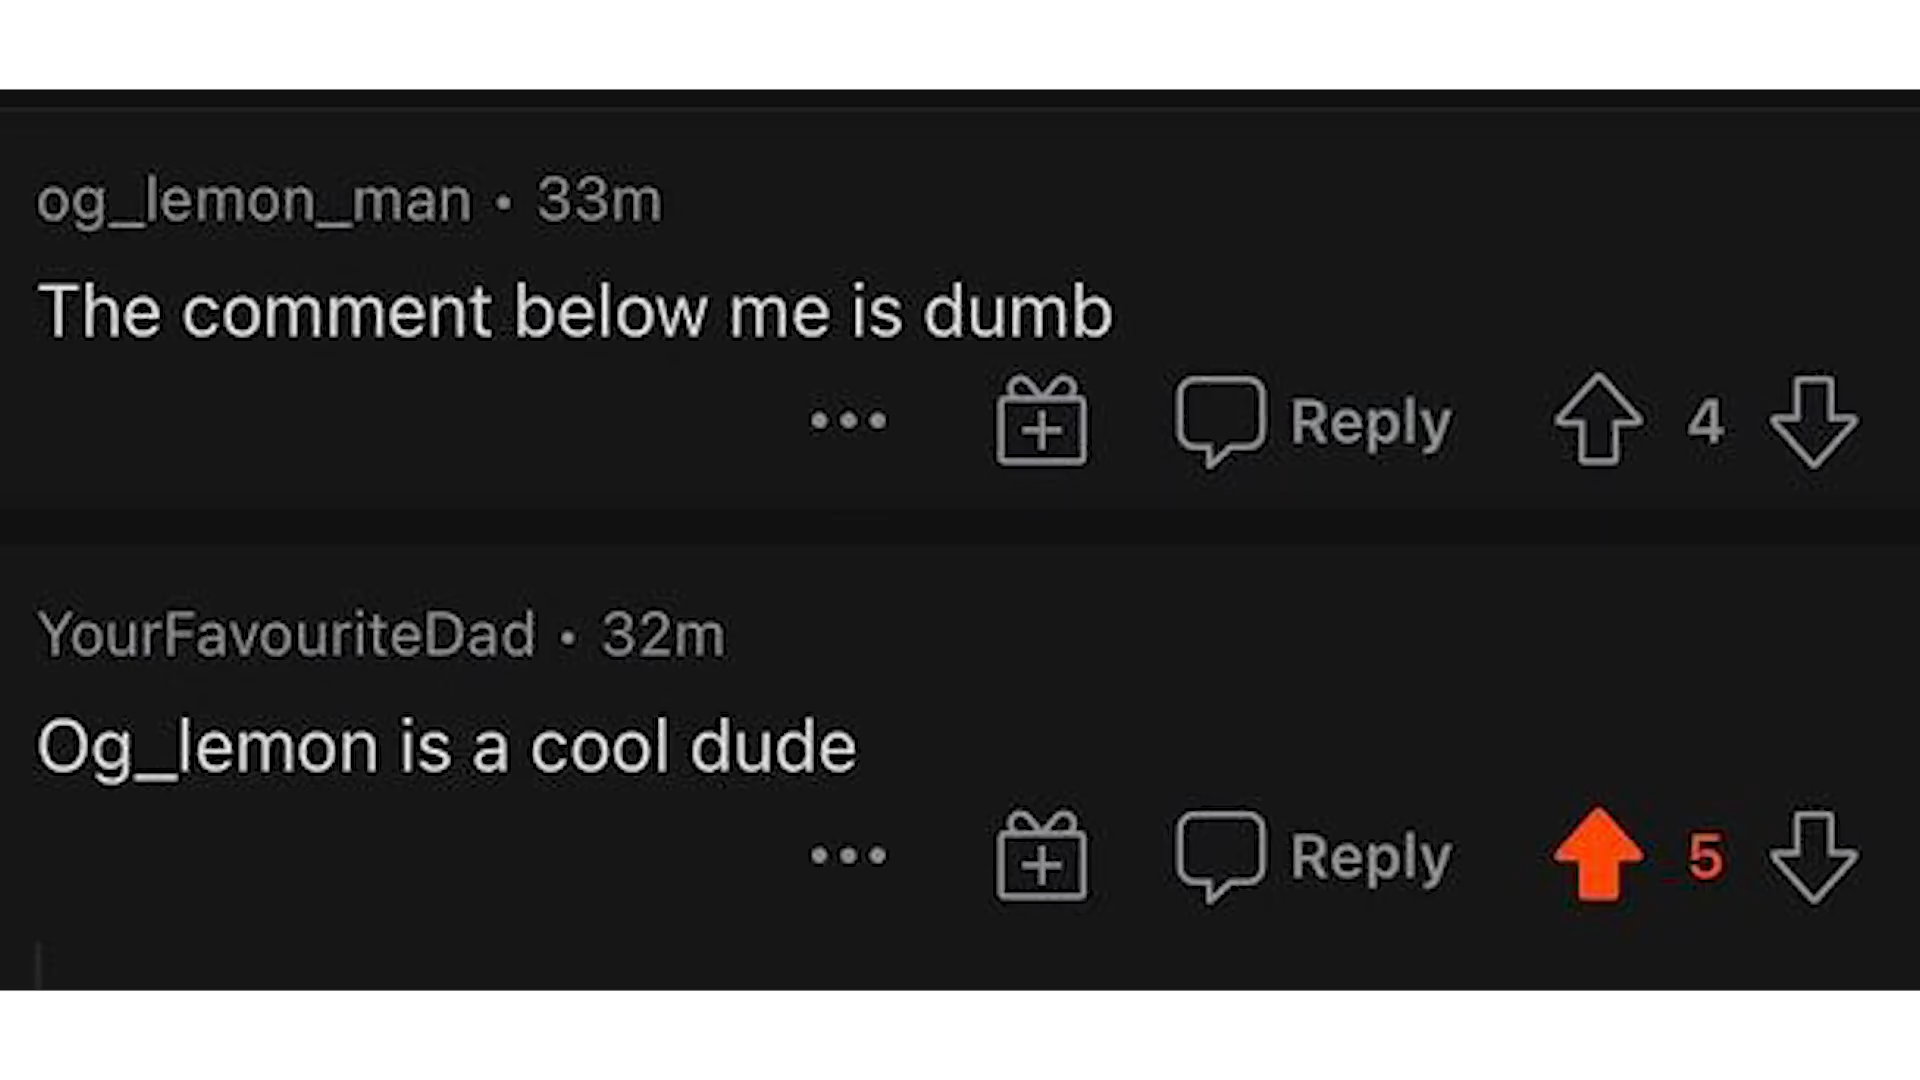 og_lemon_man • 33m
The comment below me is dumb
••• Reply 4
YourFavouriteDad • 32m
Og_lemon is a cool dude
••• Reply 5